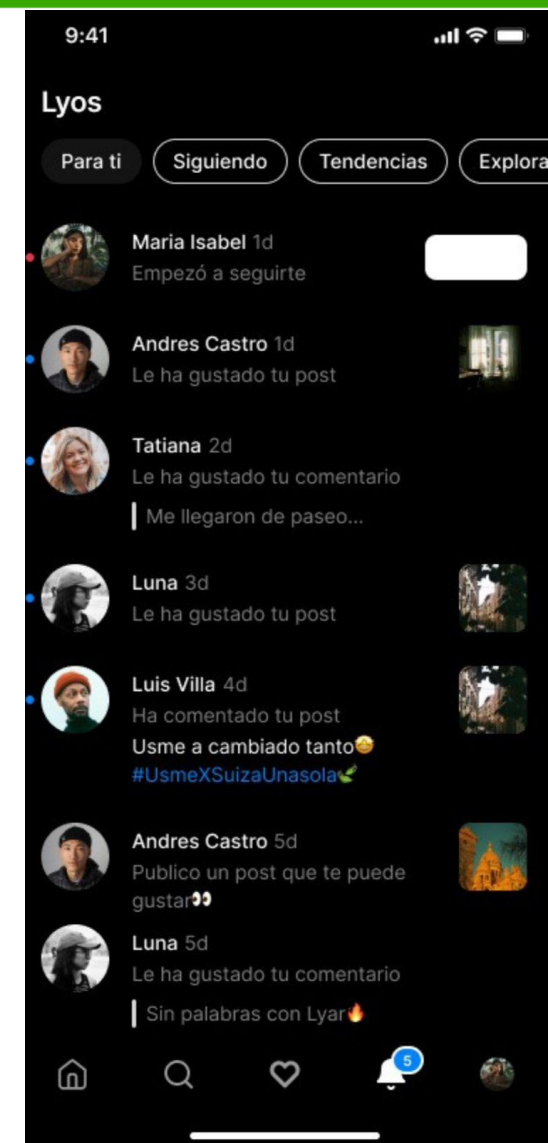 9:41
Lyos
Para ti
Siguiendo
Tendencias
Explora
Maria Isabel 1d
Empezó a seguirte
Andres Castro 1d
Le ha gustado tu post
Tatiana 2d
Le ha gustado tu comentario
Me llegaron de paseo...
Luna 3d
Le ha gustado tu post
Luis Villa 4d
Ha comentado tu post
Usme a cambiado tanto🤩
#UsmeXSuizaUnasola🌿
Andres Castro 5d
Publico un post que te puede
gustar👀
Luna 5d
Le ha gustado tu comentario
Sin palabras con Lyar🔥
5